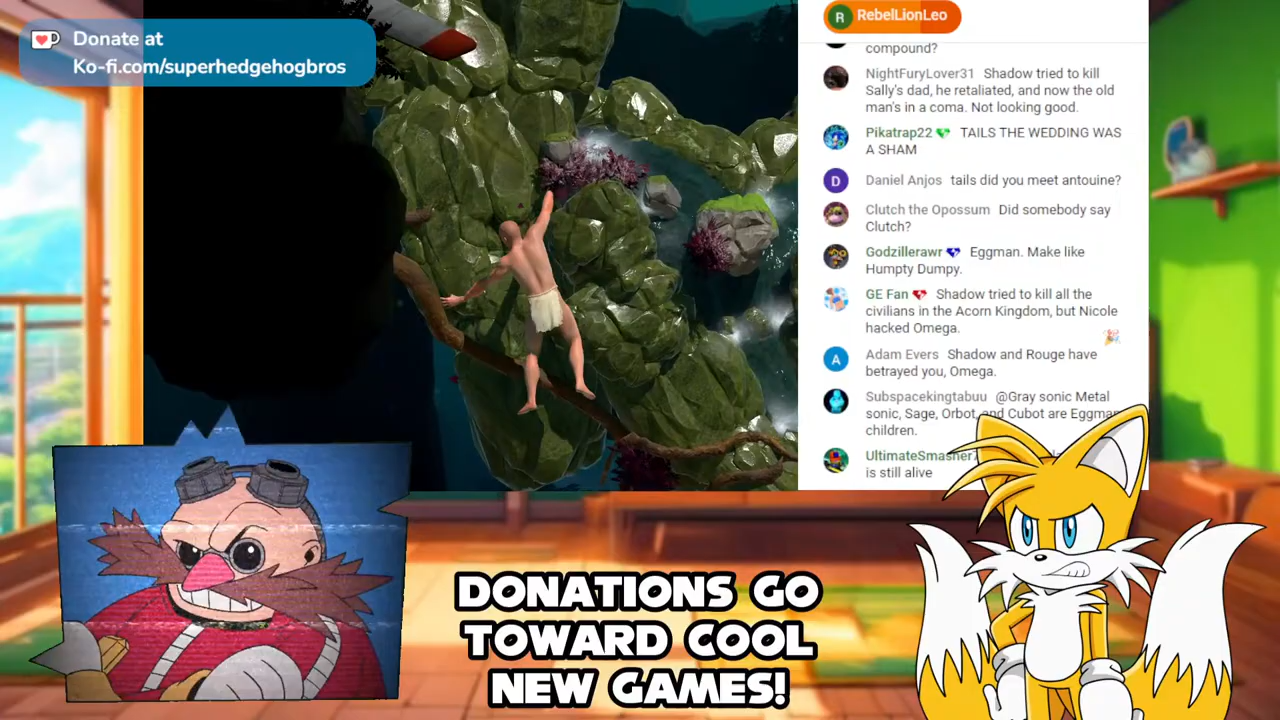 Donate at
Ko-fi.com/superhedgehogbros
R RebelLionLeo
compound?
NightFuryLover31 Shadow tried to kill
Sally's dad, he retaliated, and now the old
man's in a coma. Not looking good.
Pikatrap22 TAILS THE WEDDING WAS
A SHAM
D Daniel Anjos tails did you meet antouine?
Clutch the Opossum Did somebody say
Clutch?
Godzillerawr Eggman. Make like
Humpty Dumpy.
GE Fan Shadow tried to kill all the
civilians in the Acorn Kingdom, but Nicole
hacked Omega.
A Adam Evers Shadow and Rouge have
betrayed you, Omega.
Subspacekingtabuu @Gray sonic Metal
sonic, Sage, Orbot, and Cubot are Eggman
children.
UltimateSmasher
is still alive
DONATIONS GO
TOWARD COOL
NEW GAMES!